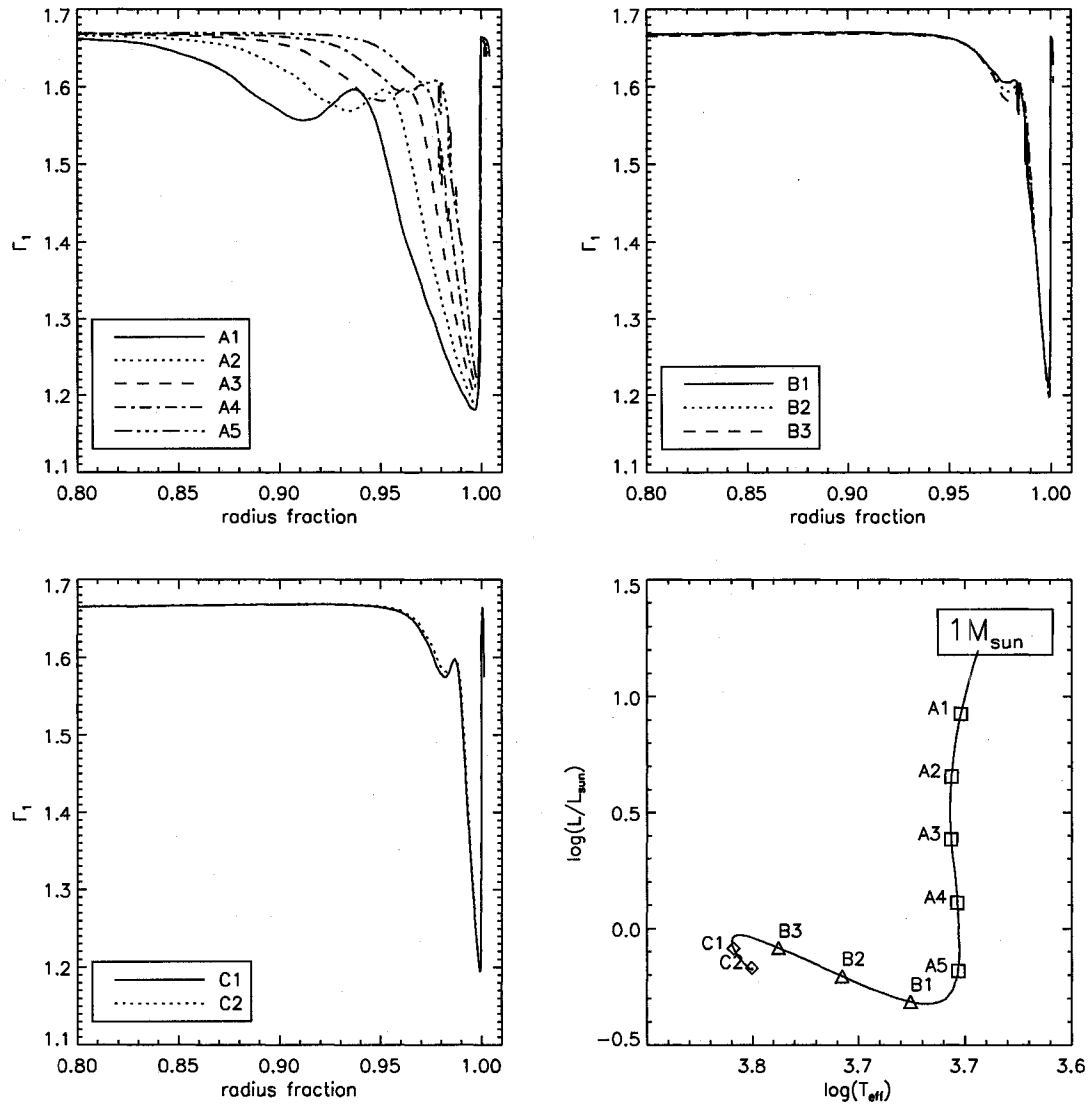 1.7
1.6
1.5
1.4
1.3
1.2
1.1
Γ1
A1
A2
A3
A4
A5
0.80 0.85 0.90 0.95 1.00
radius fraction
1.7
1.6
1.5
1.4
1.3
1.2
1.1
Γ1
B1
B2
B3
0.80 0.85 0.90 0.95 1.00
radius fraction
1.7
1.6
1.5
1.4
1.3
1.2
1.1
Γ1
C1
C2
0.80 0.85 0.90 0.95 1.00
radius fraction
1.5
1.0
0.5
0.0
−0.5
log(L/Lsun)
1Msun
A1
A2
A3
A4
A5
B3
B2
B1
C1
C2
3.8 3.7 3.7 3.6
log(Teff)